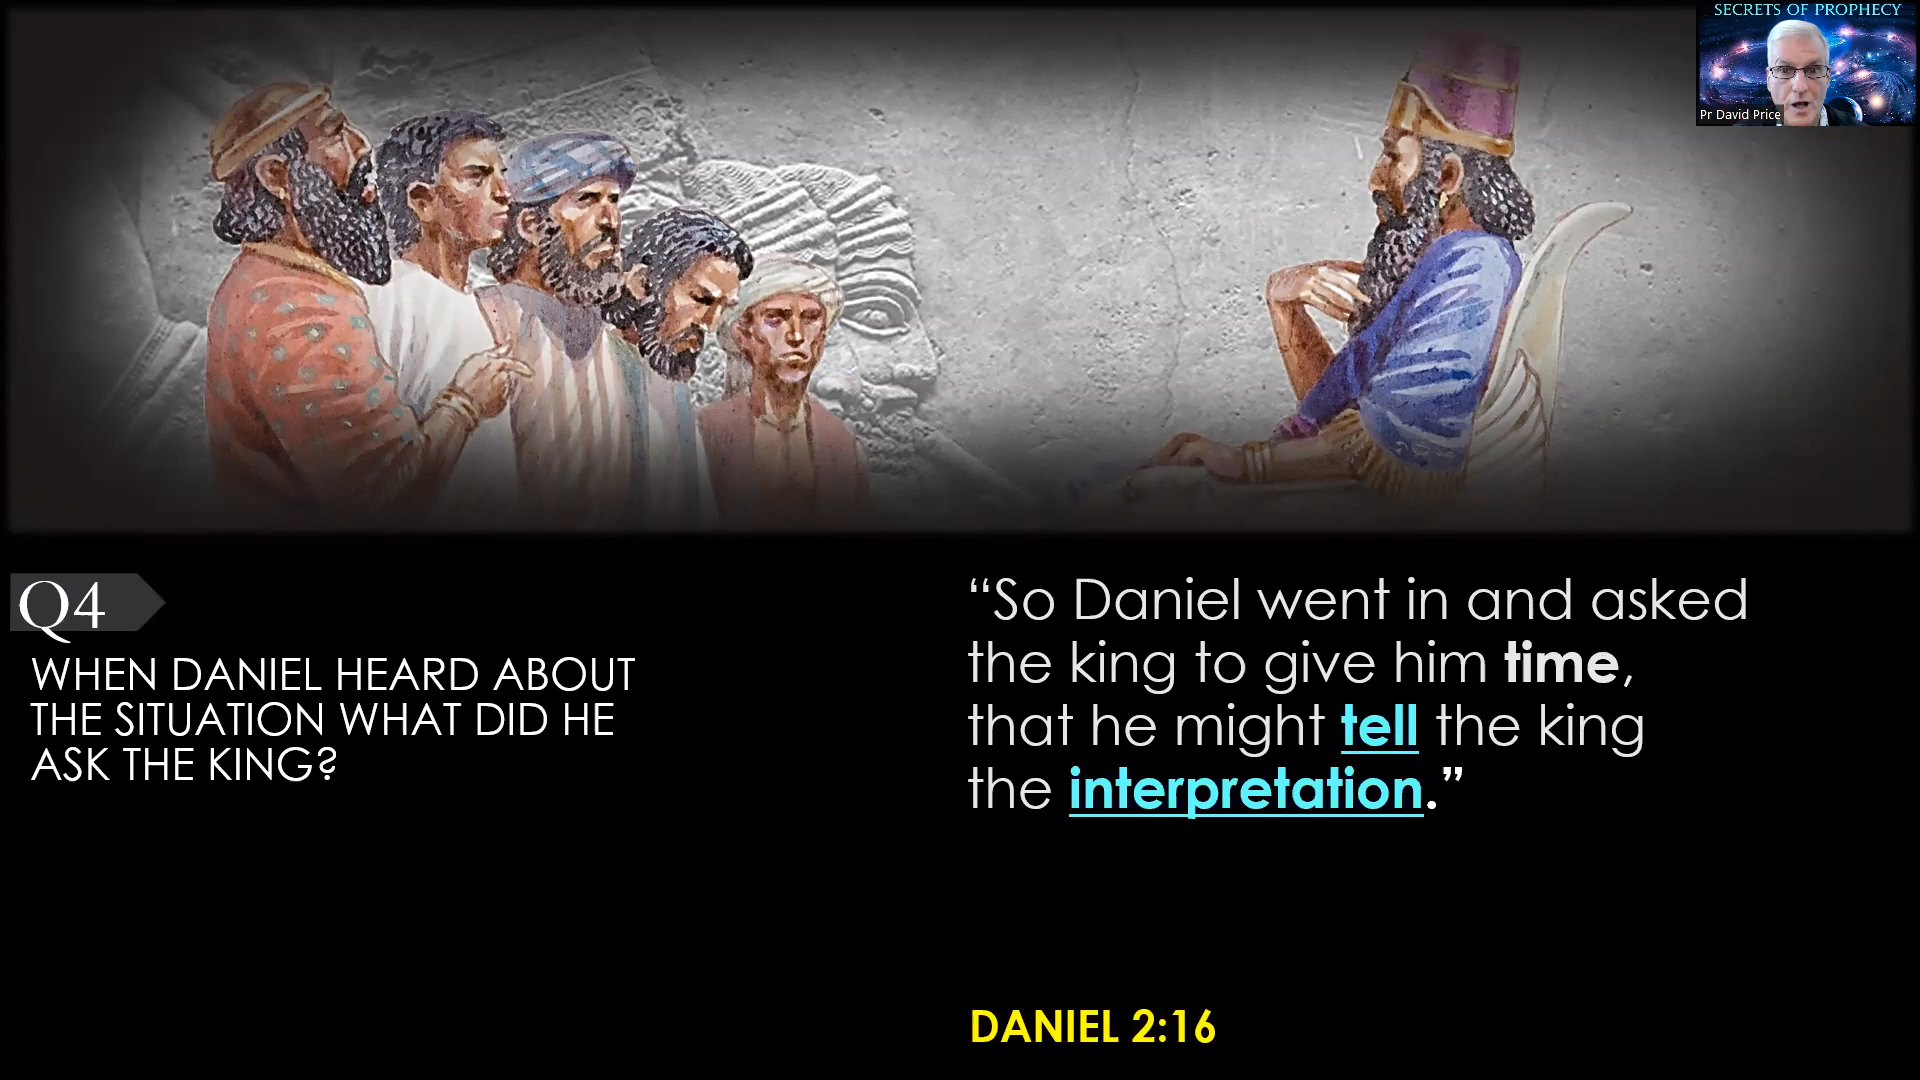 SECRETS OF PROPHECY
Pr David Price
Q4
WHEN DANIEL HEARD ABOUT
THE SITUATION WHAT DID HE
ASK THE KING?
“So Daniel went in and asked
the king to give him time,
that he might tell the king
the interpretation.”
DANIEL 2:16